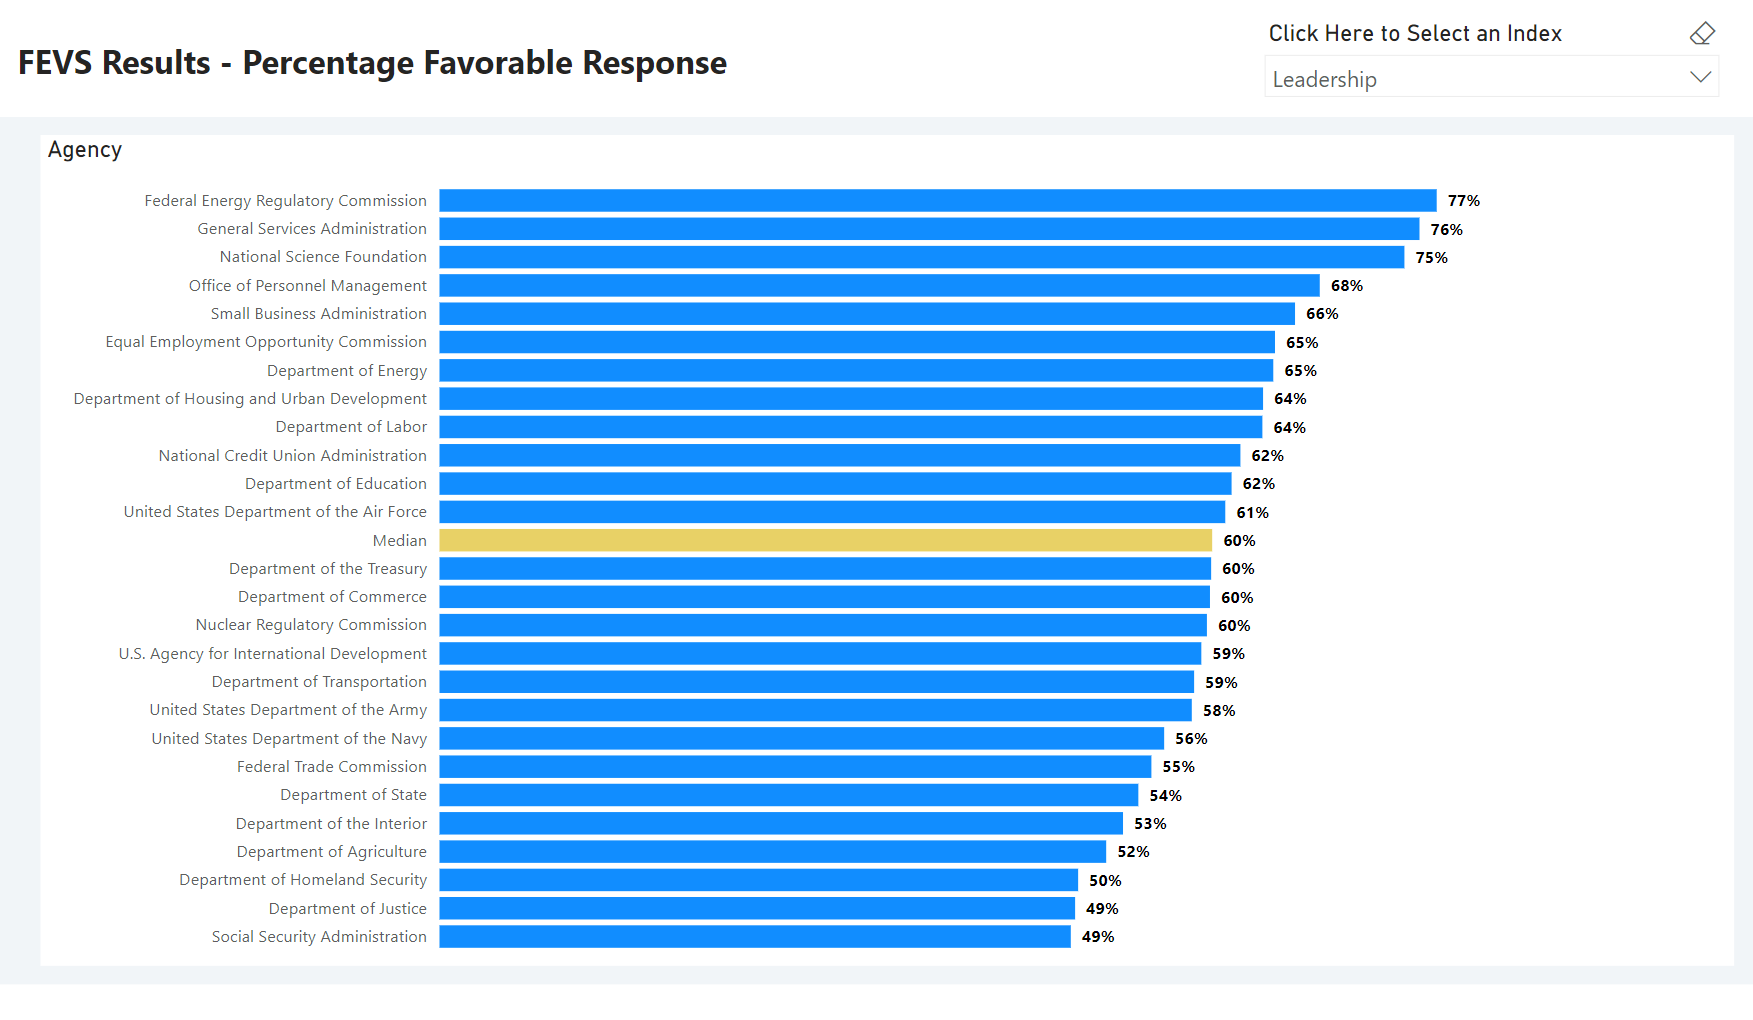 Click Here to Select an Index
FEVS Results - Percentage Favorable Response
Leadership
Agency
Federal Energy Regulatory Commission 77%
General Services Administration 76%
National Science Foundation 75%
Office of Personnel Management 68%
Small Business Administration 66%
Equal Employment Opportunity Commission 65%
Department of Energy 65%
Department of Housing and Urban Development 64%
Department of Labor 64%
National Credit Union Administration 62%
Department of Education 62%
United States Department of the Air Force 61%
Median 60%
Department of the Treasury 60%
Department of Commerce 60%
Nuclear Regulatory Commission 60%
U.S. Agency for International Development 59%
Department of Transportation 59%
United States Department of the Army 58%
United States Department of the Navy 56%
Federal Trade Commission 55%
Department of State 54%
Department of the Interior 53%
Department of Agriculture 52%
Department of Homeland Security 50%
Department of Justice 49%
Social Security Administration 49%